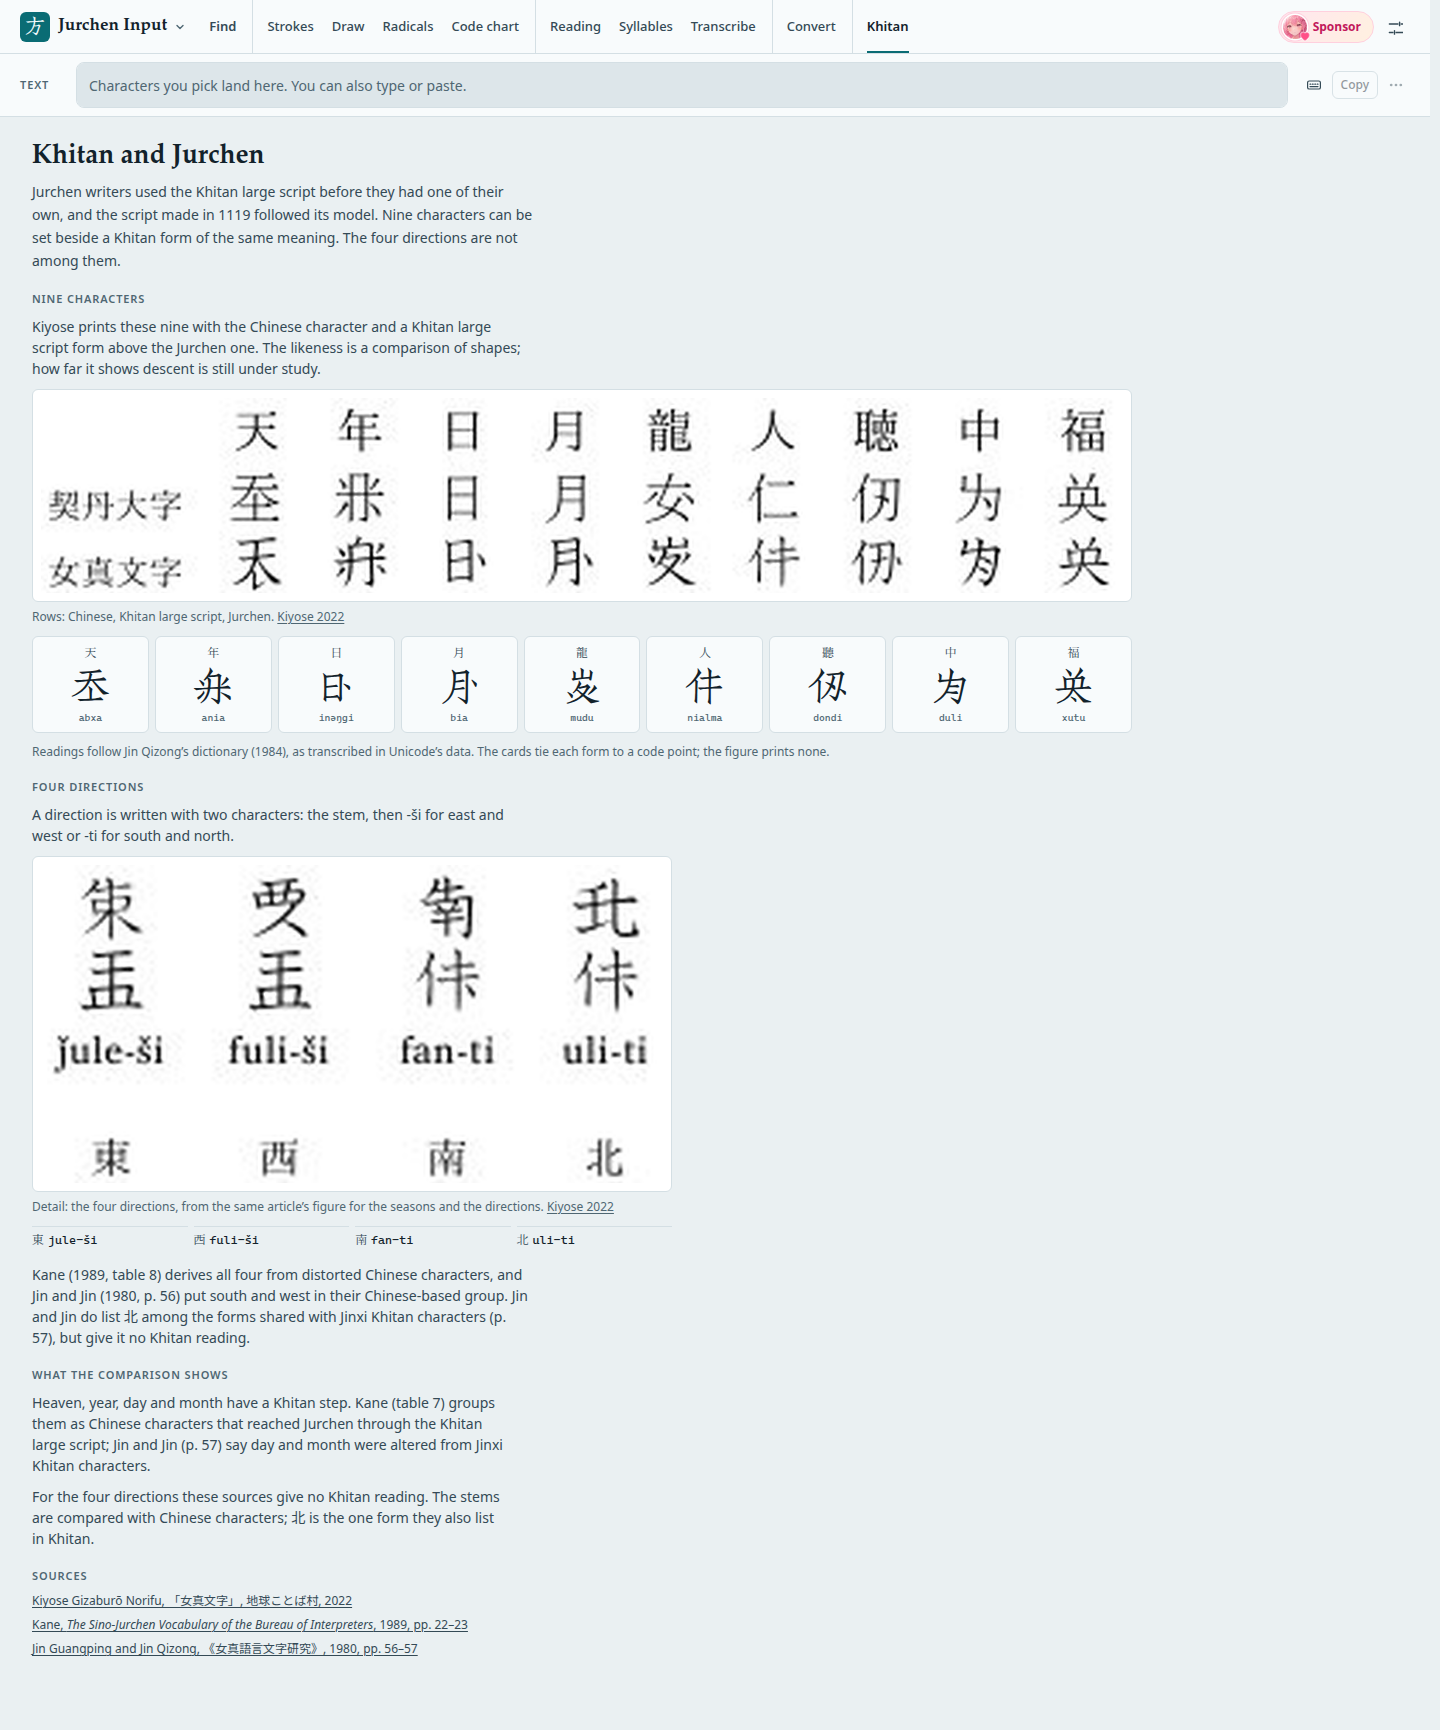 Jurchen Input
Find
Strokes
Draw
Radicals
Code chart
Reading
Syllables
Transcribe
Convert
Khitan
Sponsor
TEXT
Characters you pick land here. You can also type or paste.
Copy
Khitan and Jurchen
Jurchen writers used the Khitan large script before they had one of their
own, and the script made in 1119 followed its model. Nine characters can be
set beside a Khitan form of the same meaning. The four directions are not
among them.
NINE CHARACTERS
Kiyose prints these nine with the Chinese character and a Khitan large
script form above the Jurchen one. The likeness is a comparison of shapes;
how far it shows descent is still under study.
天 年 日 月 龍 人 聴 中 福
契丹大字
女真文字
Rows: Chinese, Khitan large script, Jurchen. Kiyose 2022
天 年 日 月 龍 人 聽 中 福
abxa ania inəŋgi bia mudu nialma dondi duli xutu
Readings follow Jin Qizong’s dictionary (1984), as transcribed in Unicode’s data. The cards tie each form to a code point; the figure prints none.
FOUR DIRECTIONS
A direction is written with two characters: the stem, then -ši for east and
west or -ti for south and north.
ǰule-ši fuli-ši fan-ti uli-ti
東 西 南 北
Detail: the four directions, from the same article’s figure for the seasons and the directions. Kiyose 2022
東 jule-ši 西 fuli-ši 南 fan-ti 北 uli-ti
Kane (1989, table 8) derives all four from distorted Chinese characters, and
Jin and Jin (1980, p. 56) put south and west in their Chinese-based group. Jin
and Jin do list 北 among the forms shared with Jinxi Khitan characters (p.
57), but give it no Khitan reading.
WHAT THE COMPARISON SHOWS
Heaven, year, day and month have a Khitan step. Kane (table 7) groups
them as Chinese characters that reached Jurchen through the Khitan
large script; Jin and Jin (p. 57) say day and month were altered from Jinxi
Khitan characters.
For the four directions these sources give no Khitan reading. The stems
are compared with Chinese characters; 北 is the one form they also list
in Khitan.
SOURCES
Kiyose Gizaburō Norifu, 「女真文字」, 地球ことば村, 2022
Kane, The Sino-Jurchen Vocabulary of the Bureau of Interpreters, 1989, pp. 22–23
Jin Guangping and Jin Qizong, 《女真語言文字研究》, 1980, pp. 56–57